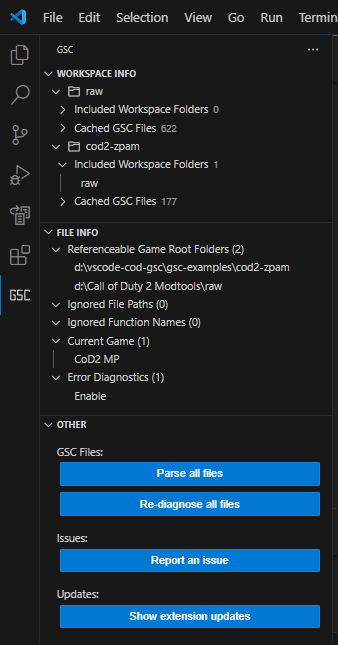 File Edit Selection View Go Run Termin
GSC
WORKSPACE INFO
raw
Included Workspace Folders 0
Cached GSC Files 622
cod2-zpam
Included Workspace Folders 1
raw
Cached GSC Files 177
FILE INFO
Referenceable Game Root Folders (2)
d:\vscode-cod-gsc\gsc-examples\cod2-zpam
d:\Call of Duty 2 Modtools\raw
Ignored File Paths (0)
Ignored Function Names (0)
Current Game (1)
CoD2 MP
Error Diagnostics (1)
GSC
Enable
OTHER
GSC Files:
Parse all files
Re-diagnose all files
Issues:
Report an issue
Updates:
Show extension updates